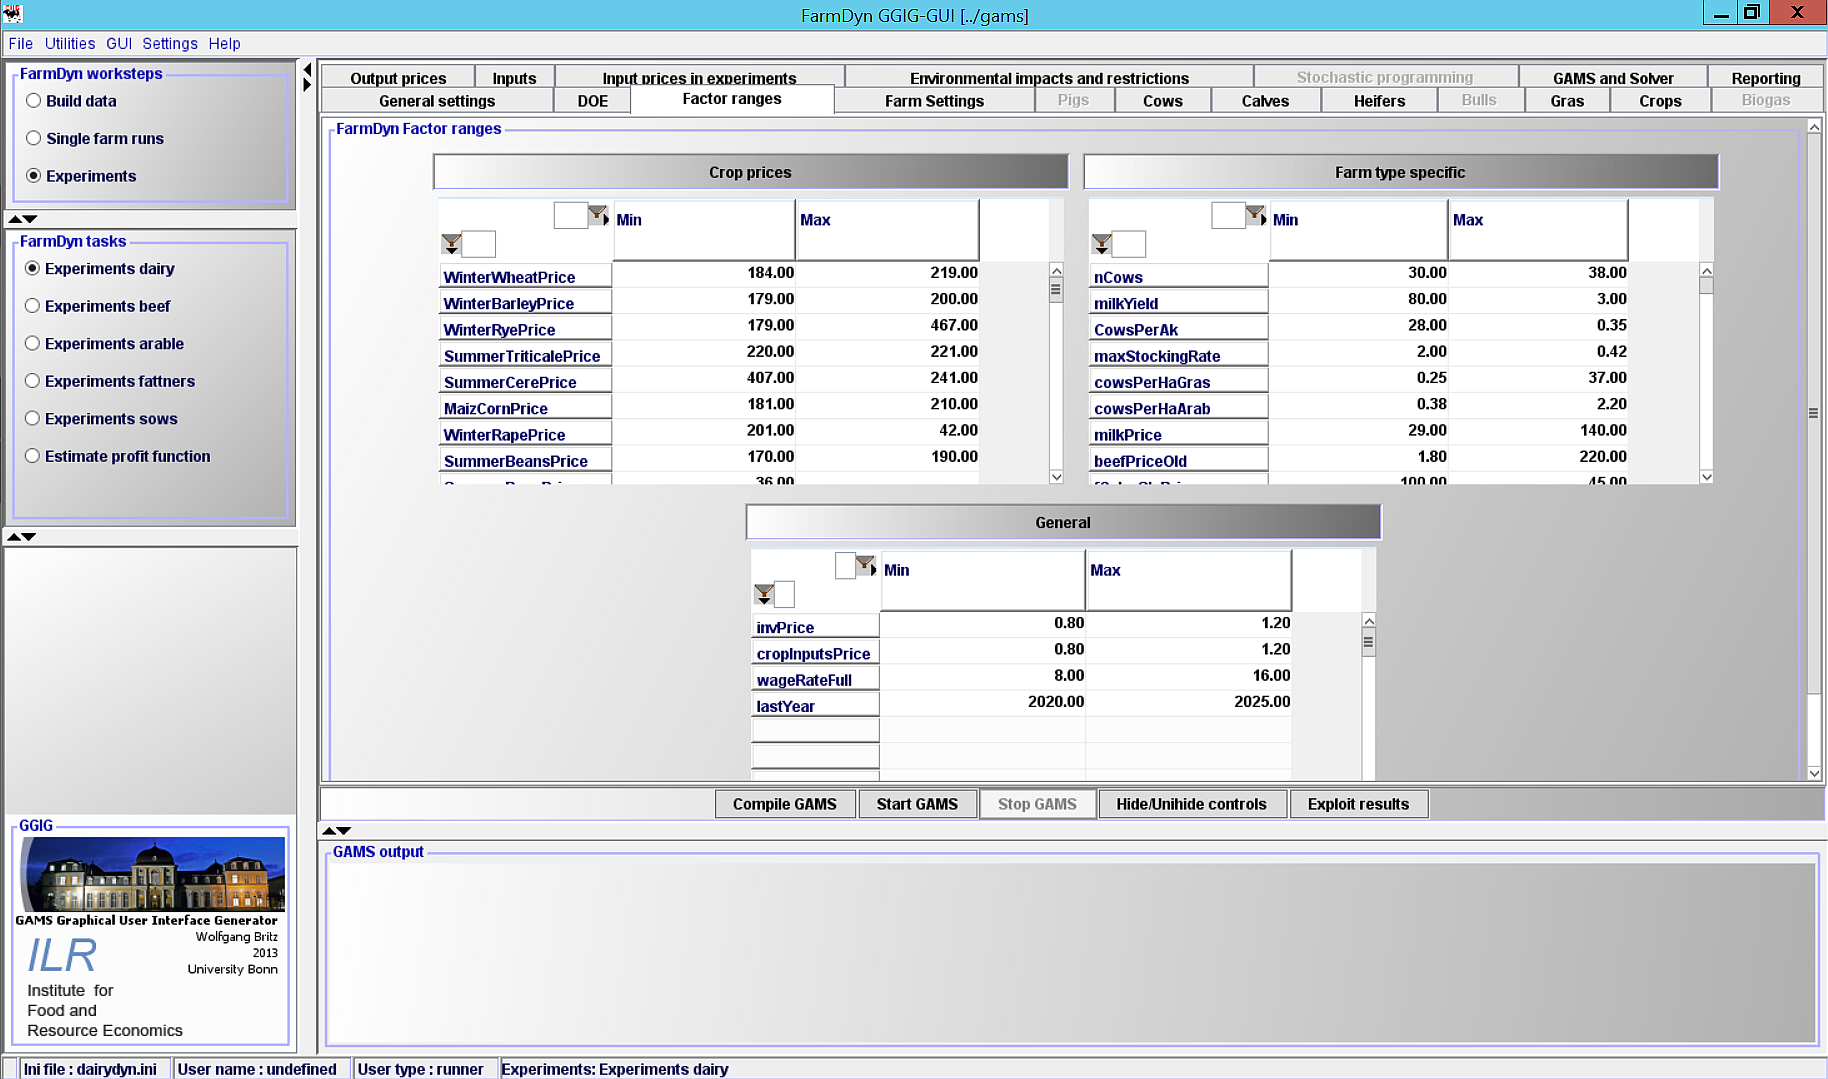 FarmDyn GGIG-GUI [../gams]
File Utilities GUI Settings Help
FarmDyn worksteps
Build data
Single farm runs
Experiments
FarmDyn tasks
Experiments dairy
Experiments beef
Experiments arable
Experiments fattners
Experiments sows
Estimate profit function
GGIG
GAMS Graphical User Interface Generator
Wolfgang Britz
2013
University Bonn
ILR
Institute for
Food and
Resource Economics
Output prices Inputs Input prices in experiments Environmental impacts and restrictions Stochastic programming GAMS and Solver Reporting
General settings DOE Factor ranges Farm Settings Pigs Cows Calves Heifers Bulls Gras Crops Biogas
FarmDyn Factor ranges
Crop prices
Min Max
WinterWheatPrice 184.00 219.00
WinterBarleyPrice 179.00 200.00
WinterRyePrice 179.00 467.00
SummerTriticalePrice 220.00 221.00
SummerCerePrice 407.00 241.00
MaizCornPrice 181.00 210.00
WinterRapePrice 201.00 42.00
SummerBeansPrice 170.00 190.00
36.00
Farm type specific
Min Max
nCows 30.00 38.00
milkYield 80.00 3.00
CowsPerAk 28.00 0.35
maxStockingRate 2.00 0.42
cowsPerHaGras 0.25 37.00
cowsPerHaArab 0.38 2.20
milkPrice 29.00 140.00
beefPriceOld 1.80 220.00
100.00 45.00
General
Min Max
invPrice 0.80 1.20
cropInputsPrice 0.80 1.20
wageRateFull 8.00 16.00
lastYear 2020.00 2025.00
Compile GAMS Start GAMS Stop GAMS Hide/Unihide controls Exploit results
GAMS output
Ini file : dairydyn.ini User name : undefined User type : runner Experiments: Experiments dairy